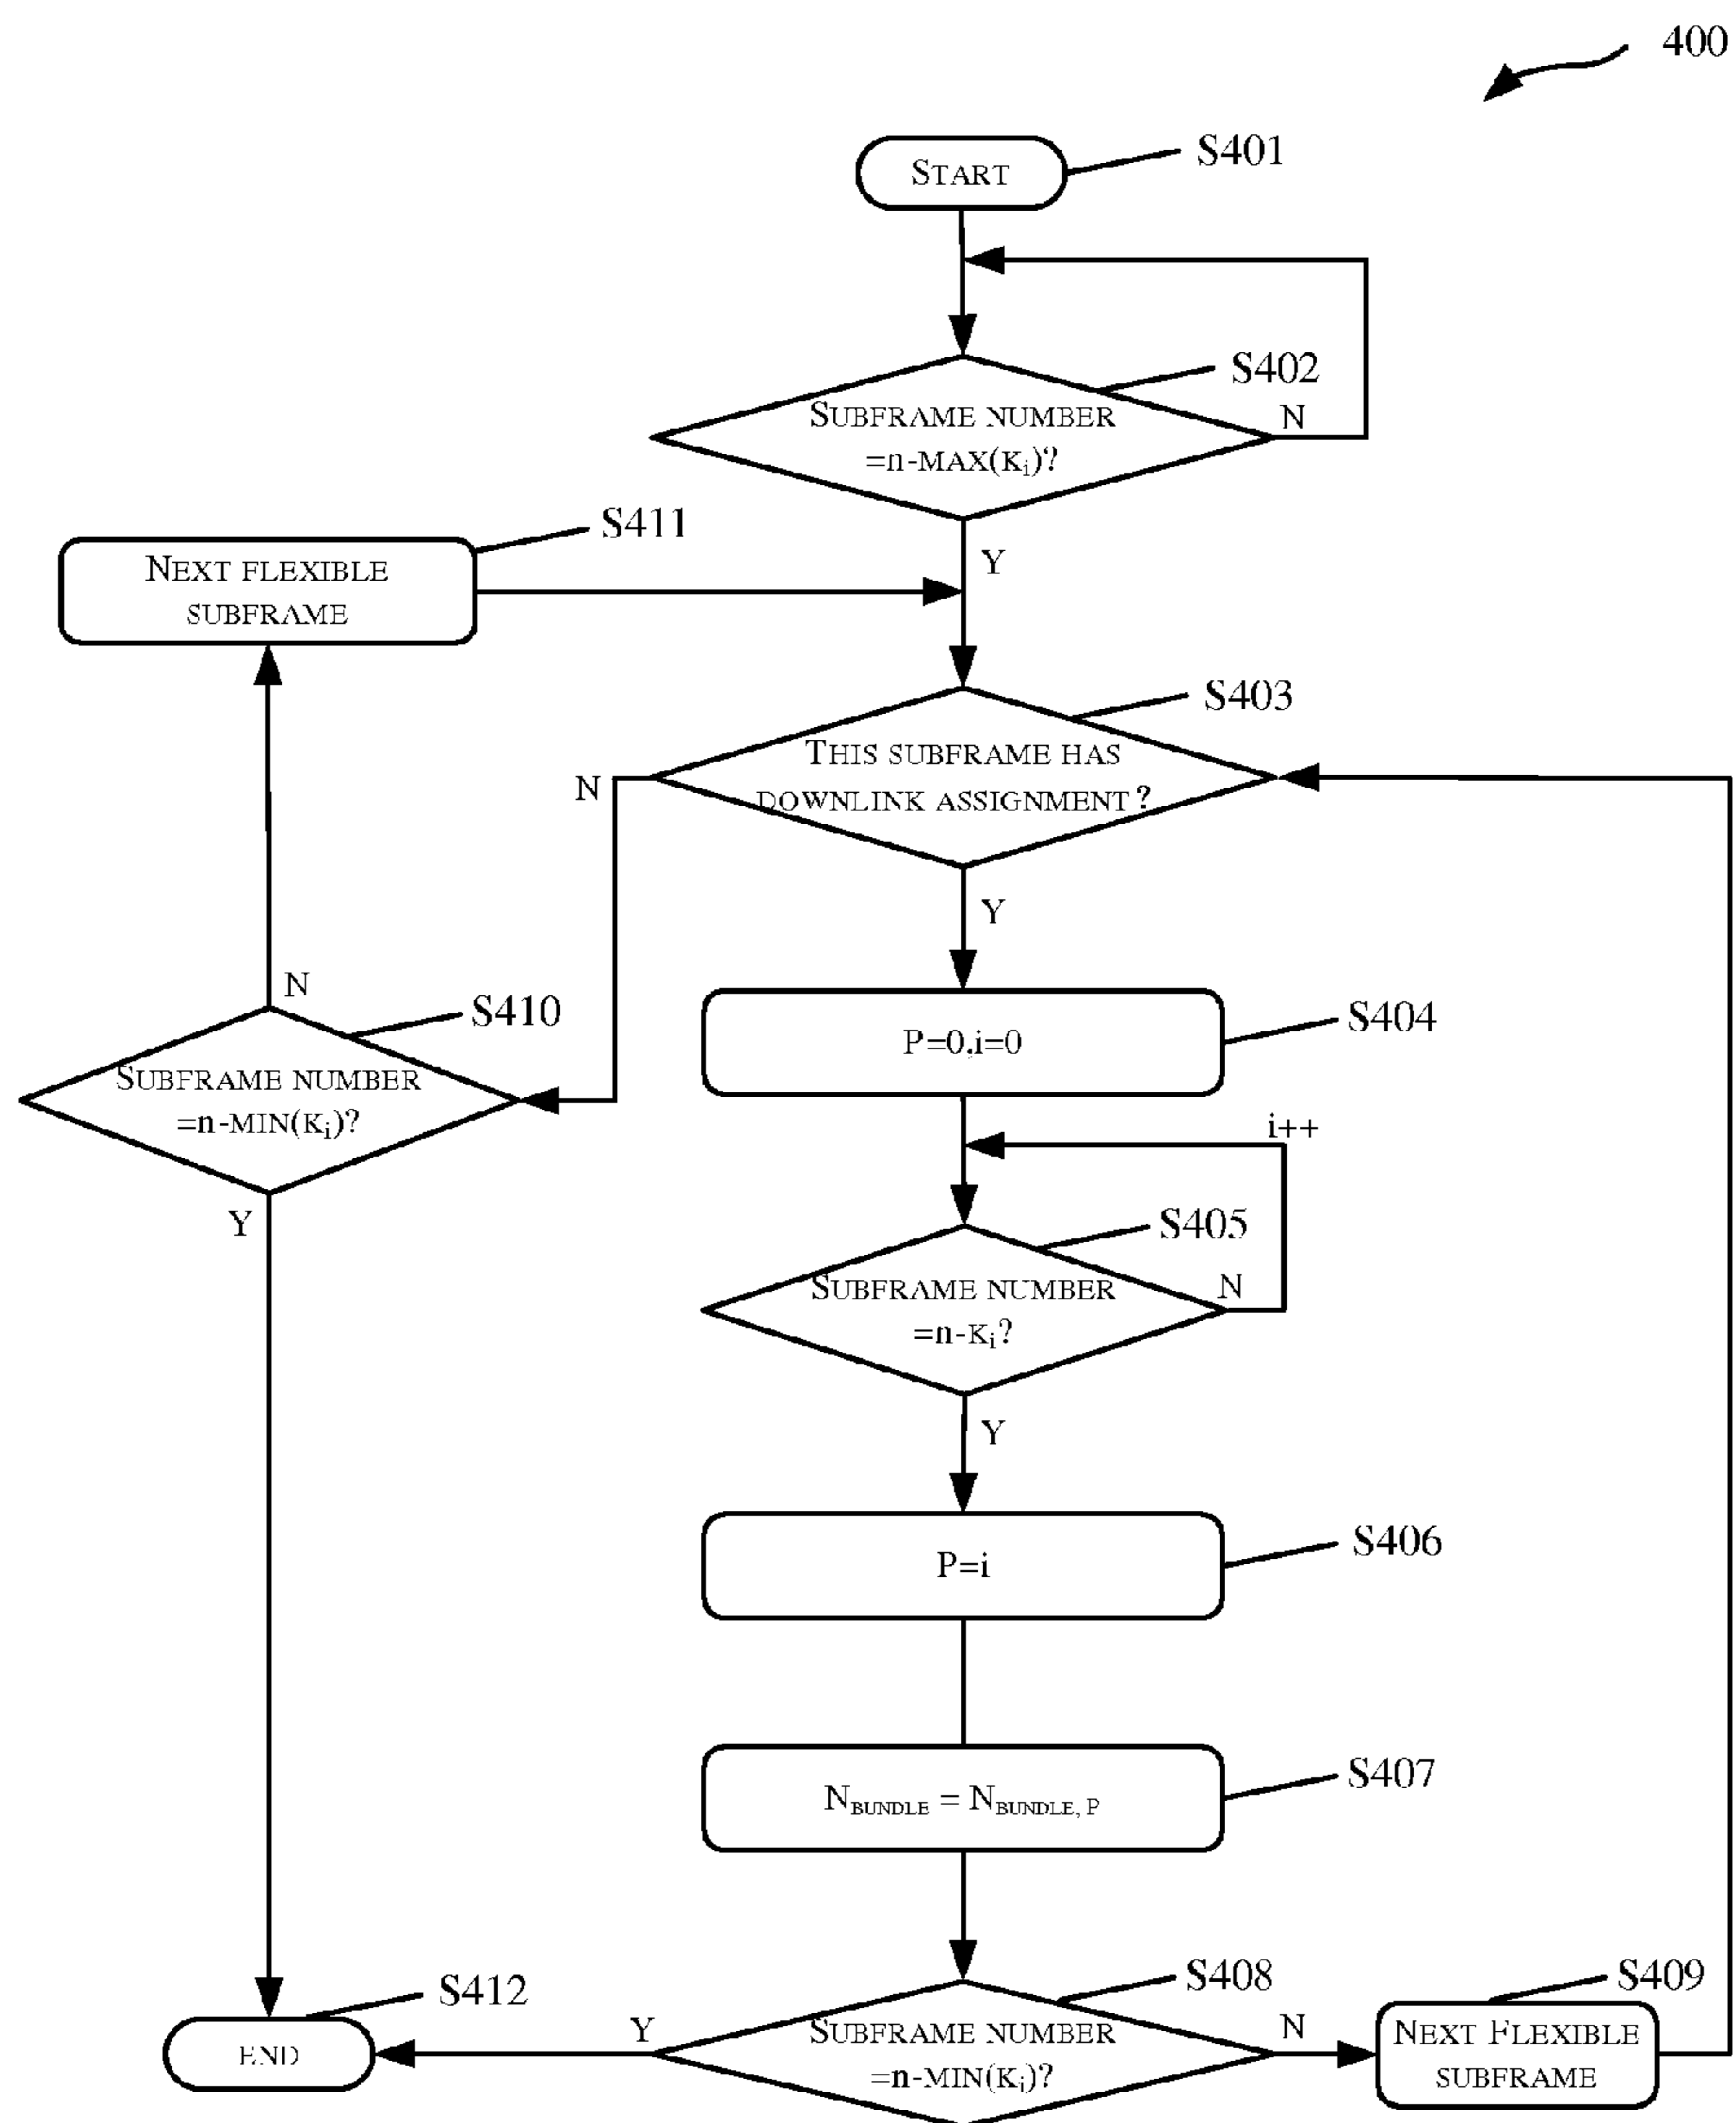 400
START
S401
S402
SUBFRAME NUMBER
=n-MAX(Ki)?
N
Y
S411
NEXT FLEXIBLE
SUBFRAME
S403
THIS SUBFRAME HAS
DOWNLINK ASSIGNMENT?
N
Y
S404
P=0,i=0
N
S410
SUBFRAME NUMBER
=n-MIN(Ki)?
Y
i++
S405
SUBFRAME NUMBER
=n-Ki?
N
Y
S406
P=i
S407
NBUNDLE = NBUNDLE, P
S412
END
Y
S408
SUBFRAME NUMBER
=n-MIN(Ki)?
N
S409
NEXT FLEXIBLE
SUBFRAME